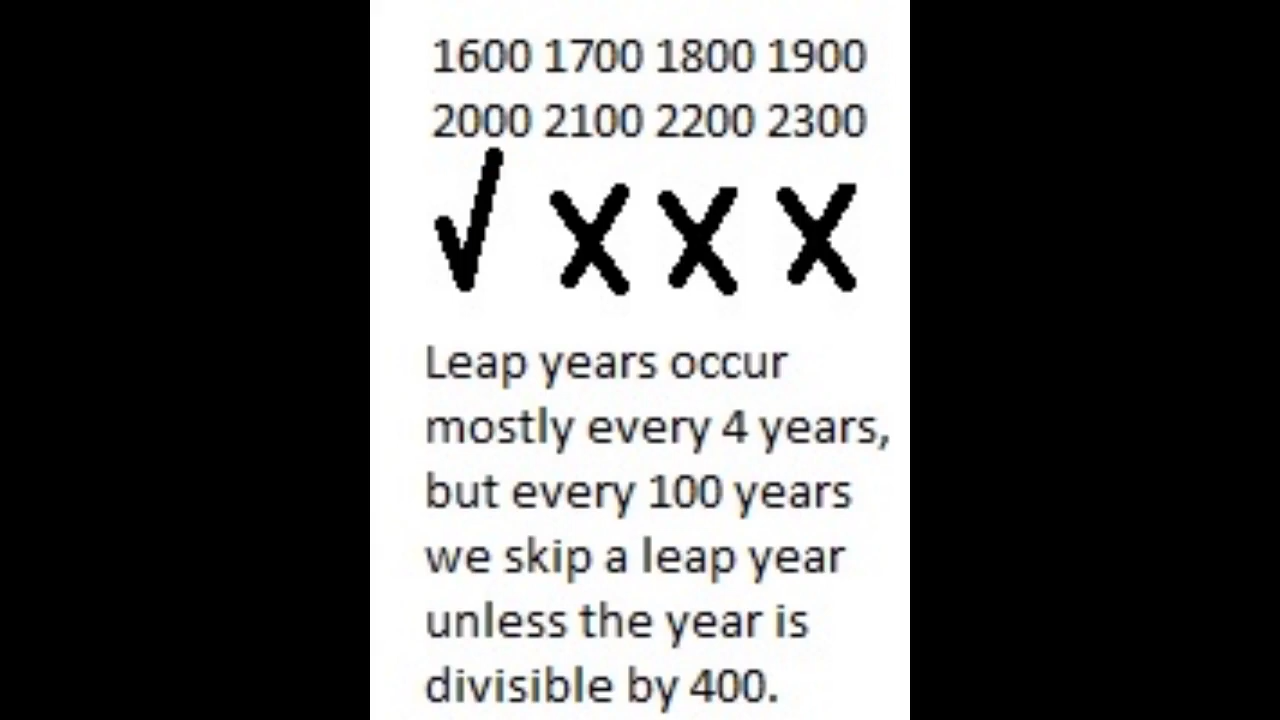 1600 1700 1800 1900
2000 2100 2200 2300
√ x x x
Leap years occur
mostly every 4 years,
but every 100 years
we skip a leap year
unless the year is
divisible by 400.